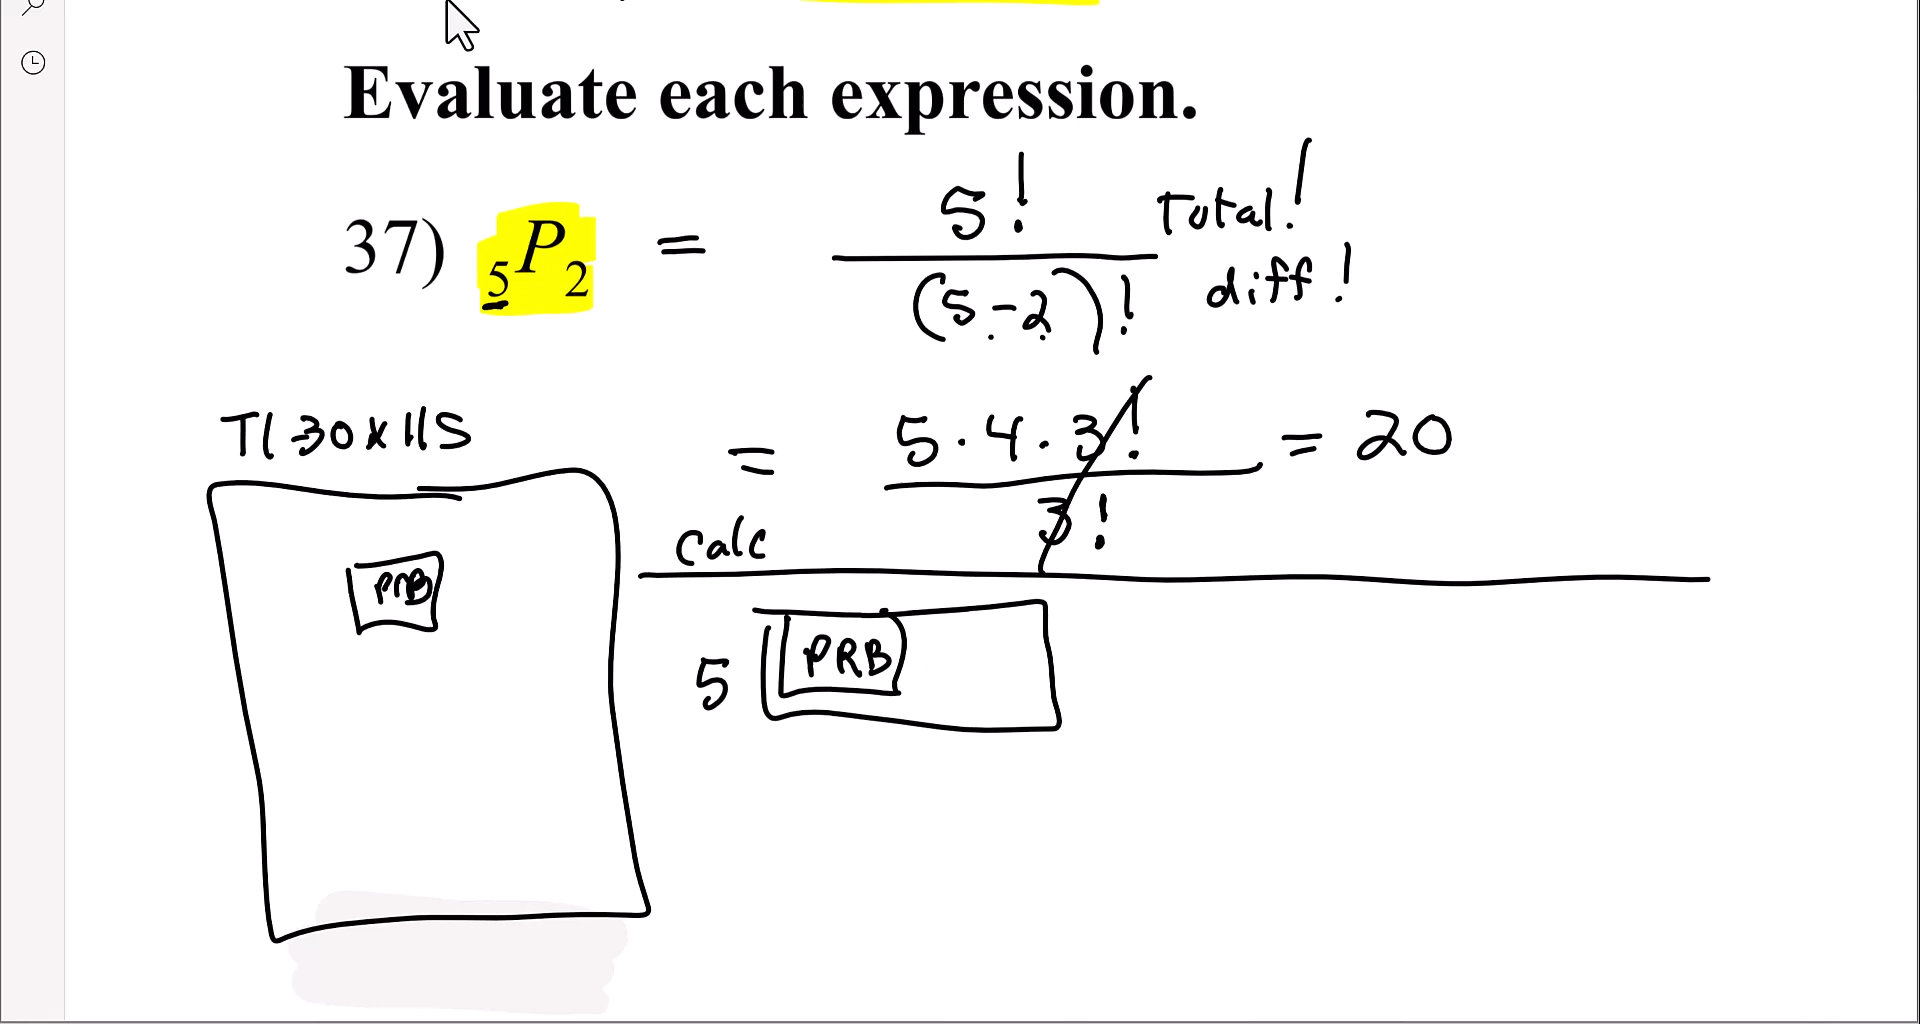 Evaluate each expression.
37) ₅P₂ = 5! / (5-2)! Total! diff!
= 5·4·3! / 3! = 20
TI 30x IIS
Calc
PRB
5 PRB